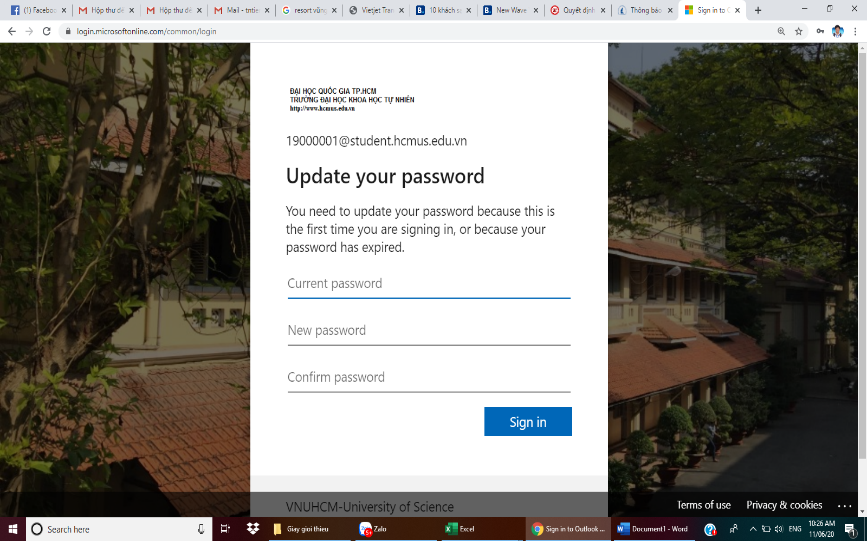 (1) Facebo
Hộp thư đế
Hộp thư đế
Mail - tntie
resort vũng
Vietjet Tran
10 khách sạ
New Wave
Quyết định
Thông báo
Sign in to O
login.microsoftonline.com/common/login
ĐẠI HỌC QUỐC GIA TP.HCM
TRƯỜNG ĐẠI HỌC KHOA HỌC TỰ NHIÊN
http://www.hcmus.edu.vn
19000001@student.hcmus.edu.vn
Update your password
You need to update your password because this is
the first time you are signing in, or because your
password has expired.
Current password
New password
Confirm password
Sign in
VNUHCM-University of Science
Terms of use Privacy & cookies ...
Search here
Giay gioi thieu
Zalo
Excel
Sign in to Outlook ...
Document1 - Word
ENG
10:26 AM
11/06/20